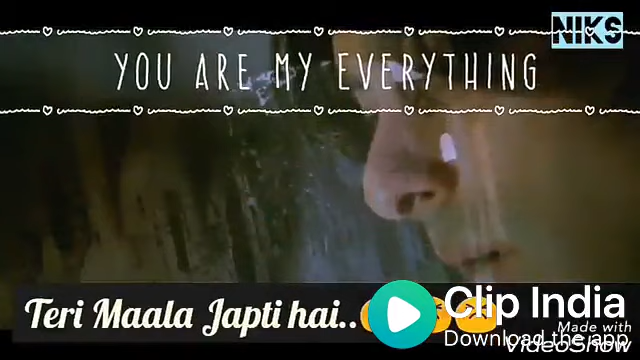 NIKS
YOU ARE MY EVERYTHING
Teri Maala Japti hai..
Clip India
Download the app
Made with
VideoShow